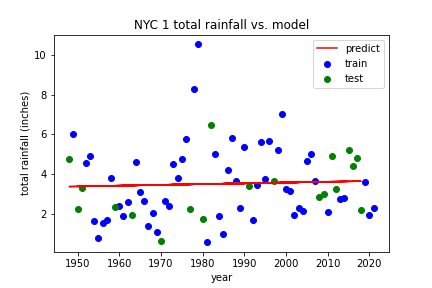 NYC 1 total rainfall vs. model
predict
train
test
total rainfall (inches)
10
8
6
4
2
1950 1960 1970 1980 1990 2000 2010 2020
year